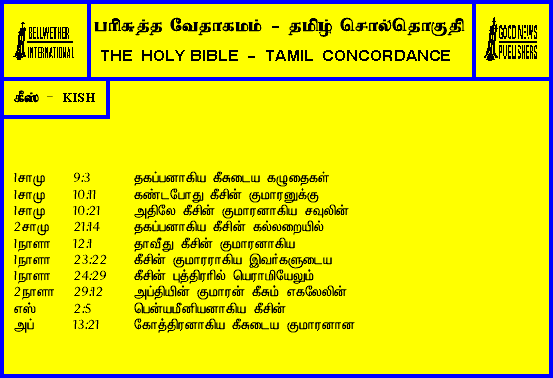 BELLWETHER
INTERNATIONAL
பரிசுத்த வேதாகமம் - தமிழ் சொல்தொகுதி
THE HOLY BIBLE - TAMIL CONCORDANCE
GOOD NEWS
PUBLISHERS
கீஸ் - KISH
1சாமு 9:3 தகப்பனாகிய கீசுடைய கழுதைகள்
1சாமு 10:11 கண்டபோது கீசின் குமாரனுக்கு
1சாமு 10:21 அதிலே கீசின் குமாரனாகிய சவுலின்
2சாமு 21:14 தகப்பனாகிய கீசின் கல்லறையில்
1நாளா 12:1 தாவீது கீசின் குமாரனாகிய
1நாளா 23:22 கீசின் குமாரராகிய இவர்களுடைய
1நாளா 24:29 கீசின் புத்திரரில் யெராமியேலும்
2நாளா 29:12 அப்தியின் குமாரன் கீசும் எகலேலின்
எஸ் 2:5 பென்யமீனியனாகிய கீசின்
அப் 13:21 கோத்திரனாகிய கீசுடைய குமாரனான